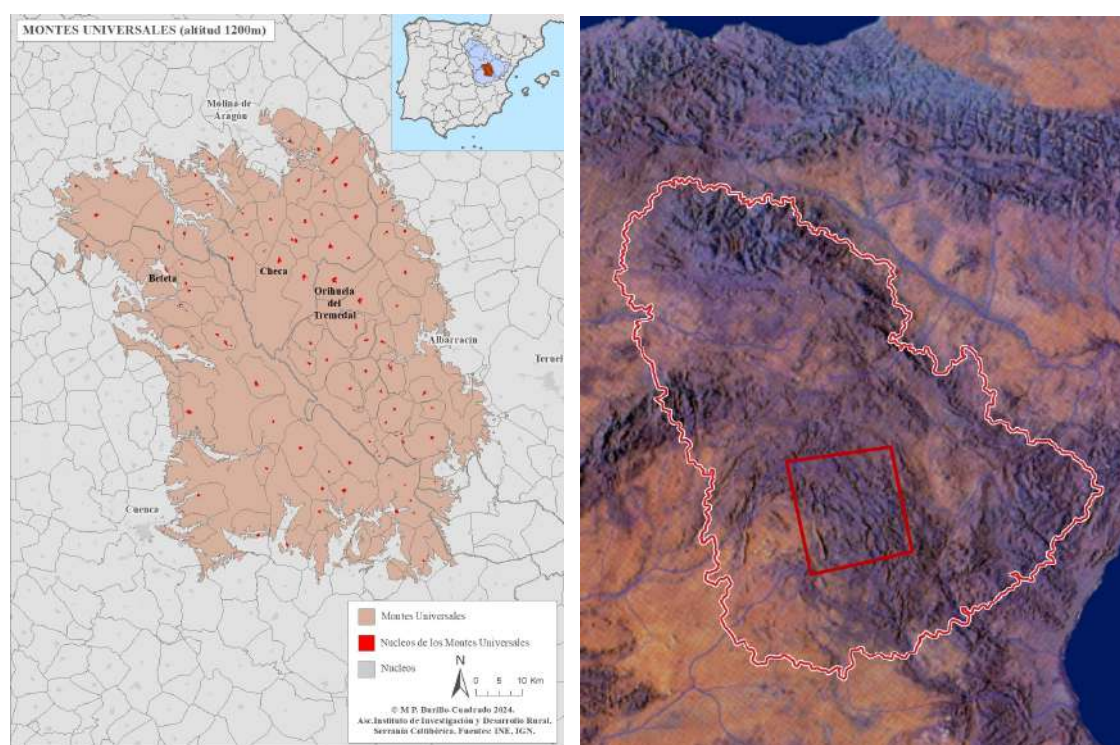 MONTES UNIVERSALES (altitud 1200m)
Molina de
Aragón
Beteta
Checa
Orihuela
del
Tremedal
Albarracín
Teruel
Cuenca
Montes Universales
Nucleos de los Montes Universales
Nucleos
N
0 5 10 Km
© M P. Burillo-Cuadrado 2024.
Asc.Instituto de Investigación y Desarrollo Rural.
Serranía Celtibérica. Fuentes: INE, IGN.